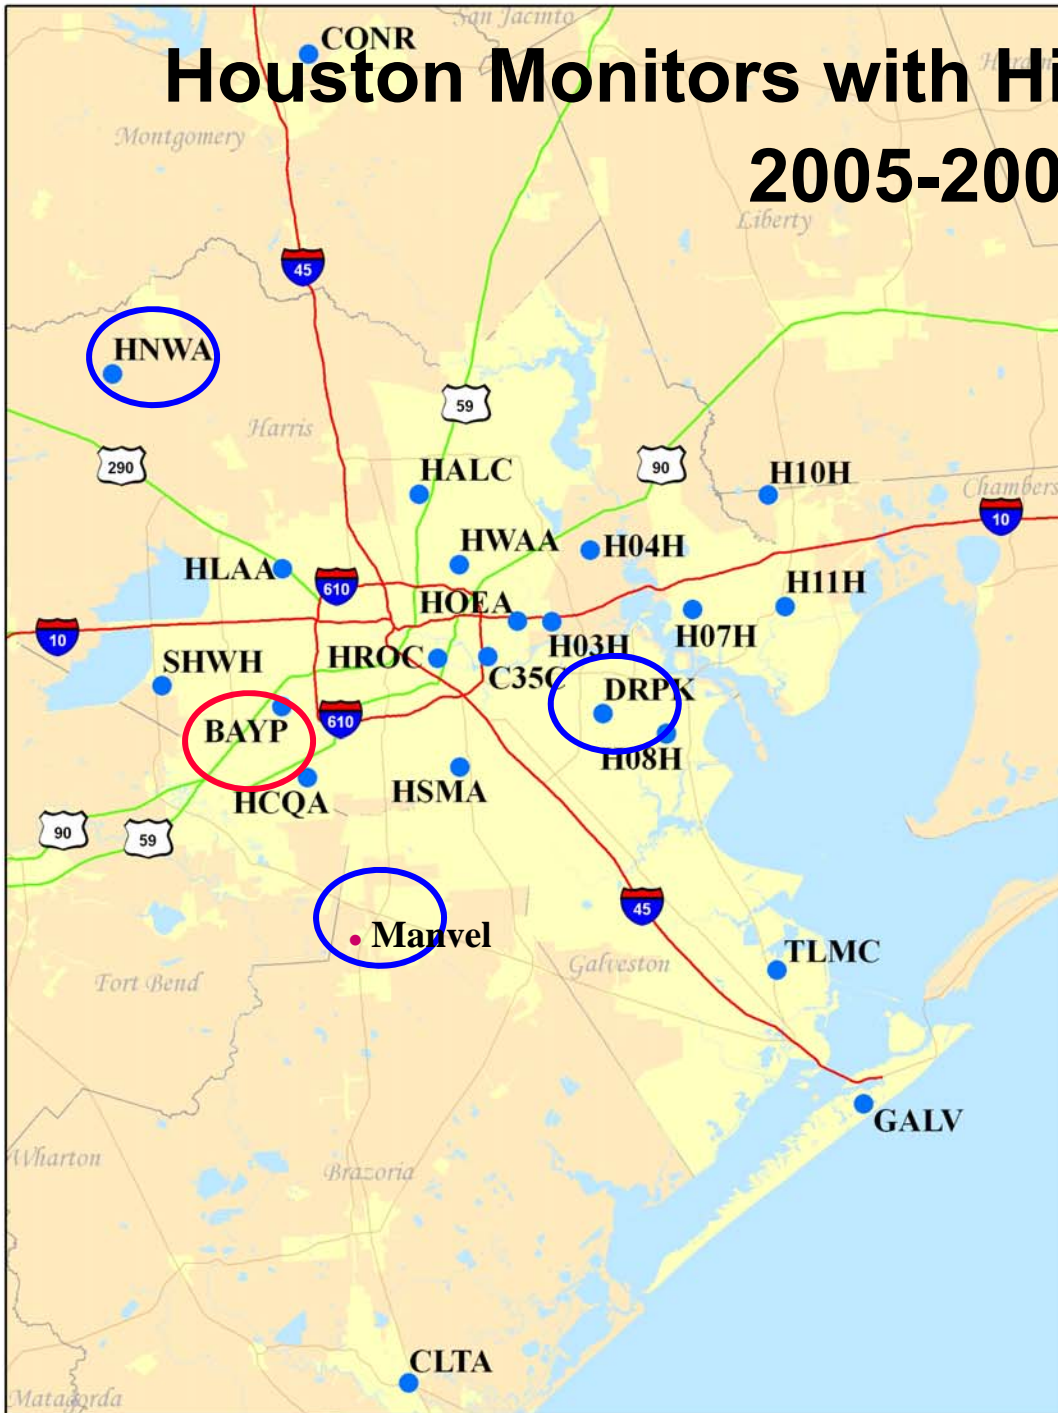 San Jacinto
CONR
Houston Monitors with Hi
Hardin
Montgomery
2005-200
Liberty
45
HNWA
59
Harris
290
90
HALC
H10H
Chambers
10
HWAA
H04H
HLAA
610
H11H
HOEA
10
H03H
H07H
HROC
SHWH
C35C
DRPK
BAYP
610
H08H
HCQA
HSMA
90
59
45
Manvel
TLMC
Galveston
Fort Bend
GALV
Wharton
Brazoria
CLTA
Matagorda